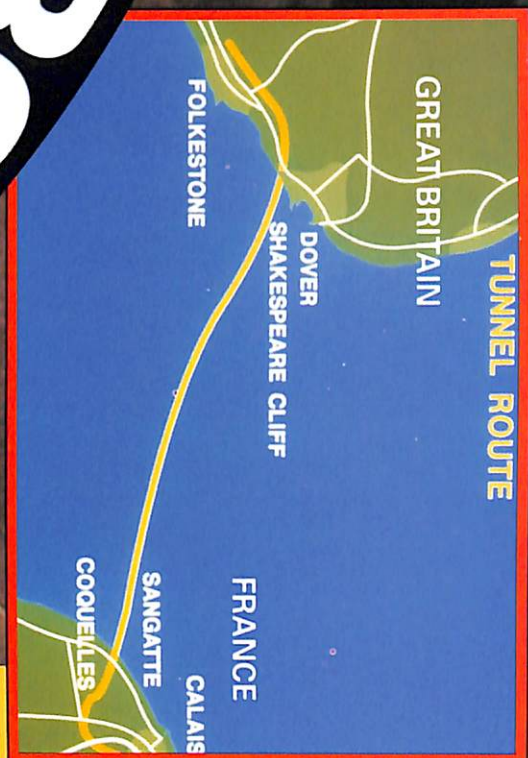 TUNNEL ROUTE
GREAT BRITAIN
DOVER
SHAKESPEARE CLIFF
FOLKESTONE
FRANCE
CALAIS
SANGATTE
COQUELLES